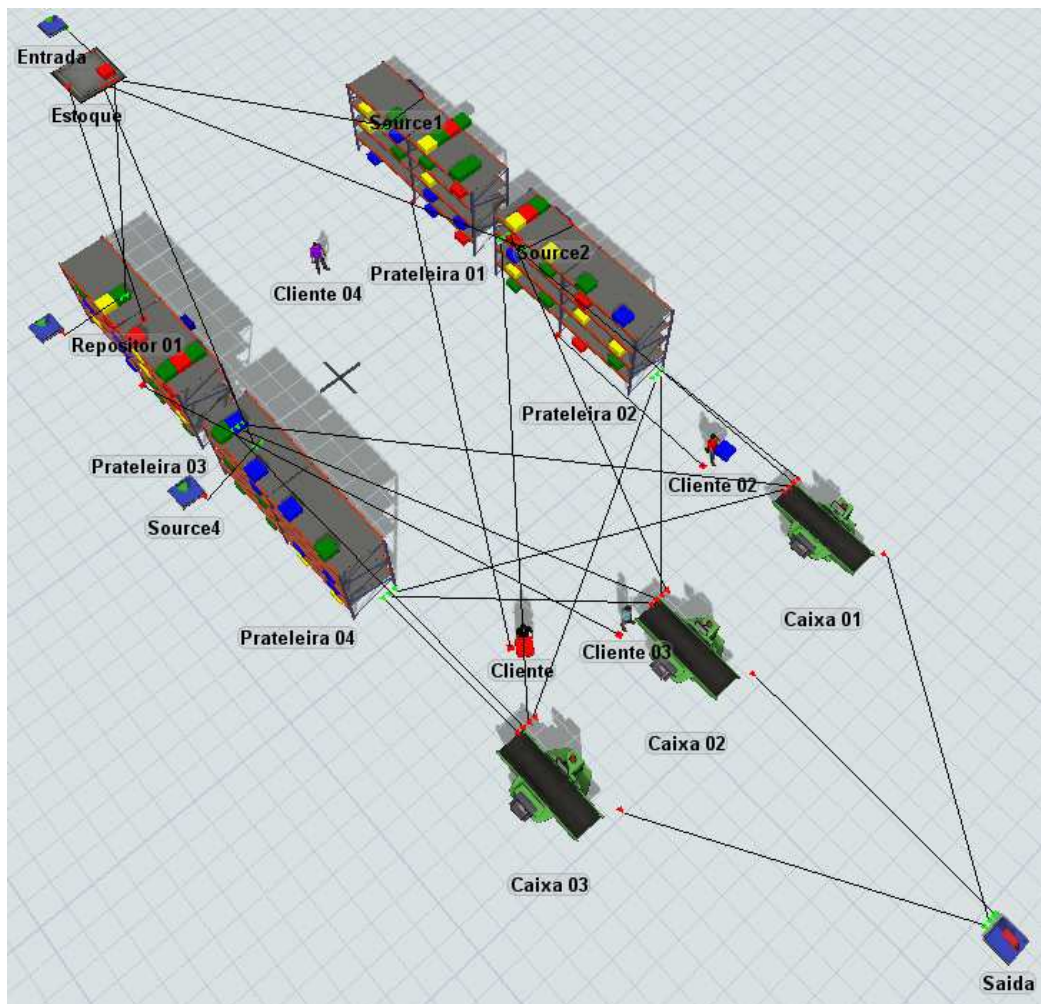 Entrada
Estoque
Source1
Source2
Prateleira 01
Cliente 04
Repositor 01
Prateleira 02
Prateleira 03
Cliente 02
Source4
Caixa 01
Prateleira 04
Cliente 03
Cliente
Caixa 02
Caixa 03
Saida